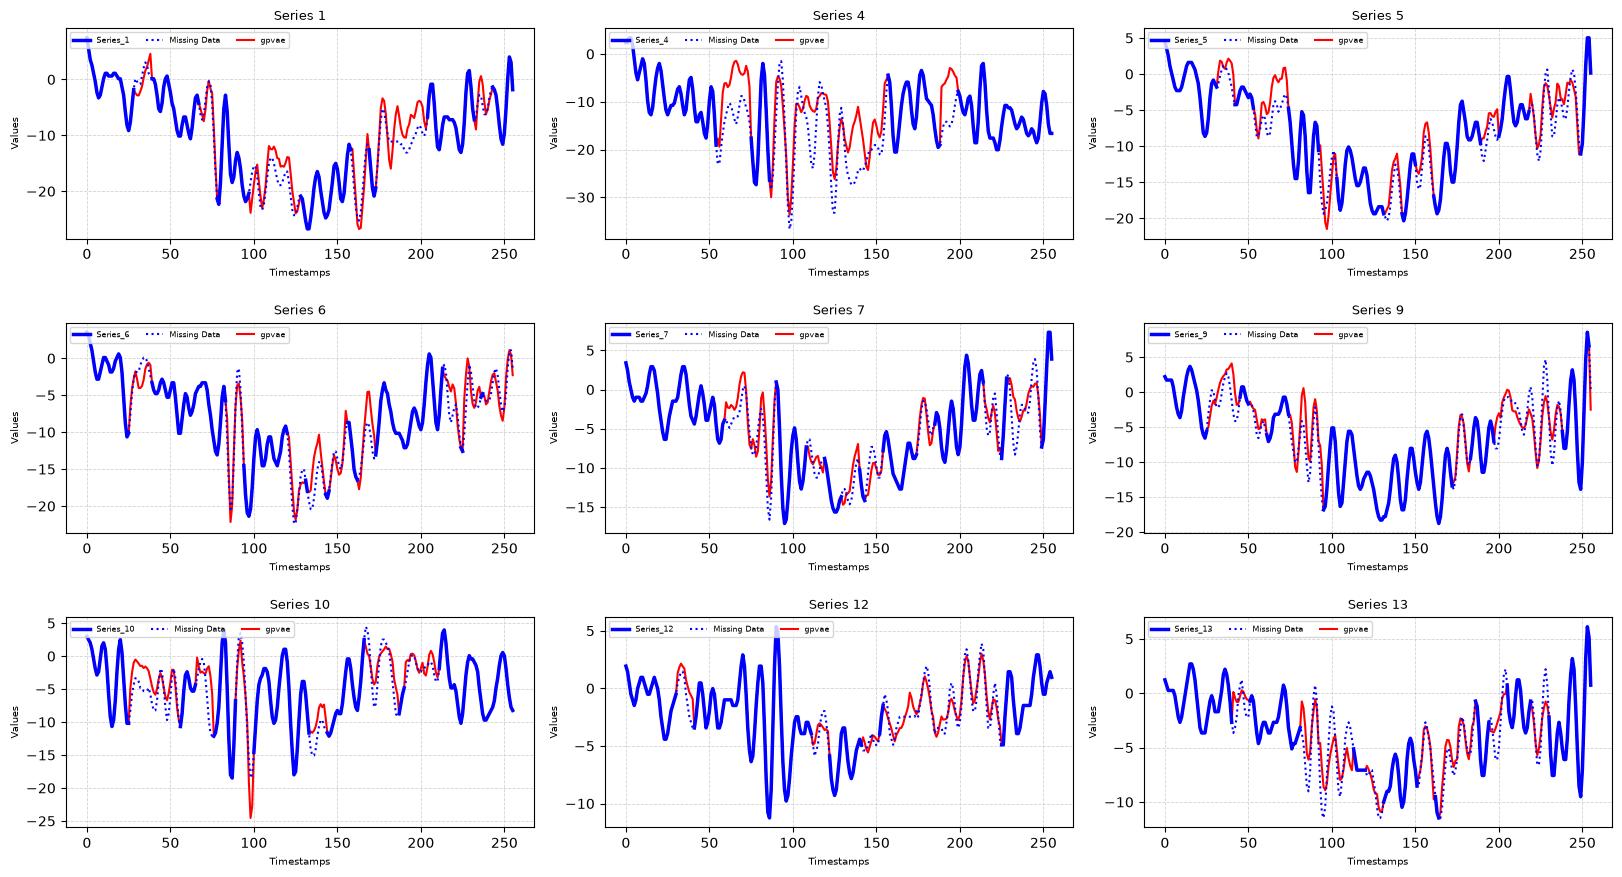 Series 1
Series_1 Missing Data gpvae
Values
0
−10
−20
0 50 100 150 200 250
Timestamps
Series 4
Series_4 Missing Data gpvae
Values
0
−10
−20
−30
0 50 100 150 200 250
Timestamps
Series 5
Series_5 Missing Data gpvae
Values
5
0
−5
−10
−15
−20
0 50 100 150 200 250
Timestamps
Series 6
Series_6 Missing Data gpvae
Values
0
−5
−10
−15
−20
0 50 100 150 200 250
Timestamps
Series 7
Series_7 Missing Data gpvae
Values
5
0
−5
−10
−15
0 50 100 150 200 250
Timestamps
Series 9
Series_9 Missing Data gpvae
Values
5
0
−5
−10
−15
−20
0 50 100 150 200 250
Timestamps
Series 10
Series_10 Missing Data gpvae
Values
5
0
−5
−10
−15
−20
−25
0 50 100 150 200 250
Timestamps
Series 12
Series_12 Missing Data gpvae
Values
5
0
−5
−10
0 50 100 150 200 250
Timestamps
Series 13
Series_13 Missing Data gpvae
Values
5
0
−5
−10
0 50 100 150 200 250
Timestamps